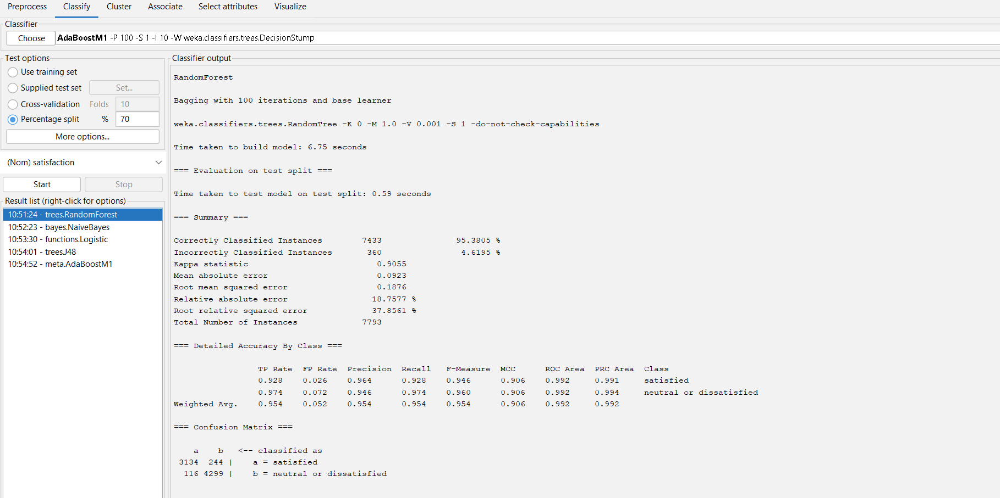 Preprocess Classify Cluster Associate Select attributes Visualize
Classifier
Choose AdaBoostM1 -P 100 -S 1 -I 10 -W weka.classifiers.trees.DecisionStump
Test options
Use training set
Supplied test set Set...
Cross-validation Folds 10
Percentage split % 70
More options...
(Nom) satisfaction
Start Stop
Result list (right-click for options)
10:51:24 - trees.RandomForest
10:52:23 - bayes.NaiveBayes
10:53:30 - functions.Logistic
10:54:01 - trees.J48
10:54:52 - meta.AdaBoostM1
Classifier output
RandomForest
Bagging with 100 iterations and base learner
weka.classifiers.trees.RandomTree -K 0 -M 1.0 -V 0.001 -S 1 -do-not-check-capabilities
Time taken to build model: 6.75 seconds
=== Evaluation on test split ===
Time taken to test model on test split: 0.59 seconds
=== Summary ===
Correctly Classified Instances 7433 95.3805 %
Incorrectly Classified Instances 360 4.6195 %
Kappa statistic 0.9055
Mean absolute error 0.0923
Root mean squared error 0.1876
Relative absolute error 18.7577 %
Root relative squared error 37.8561 %
Total Number of Instances 7793
=== Detailed Accuracy By Class ===
TP Rate FP Rate Precision Recall F-Measure MCC ROC Area PRC Area Class
0.928 0.026 0.964 0.928 0.946 0.906 0.992 0.991 satisfied
0.974 0.072 0.946 0.974 0.960 0.906 0.992 0.994 neutral or dissatisfied
Weighted Avg. 0.954 0.052 0.954 0.954 0.954 0.906 0.992 0.992
=== Confusion Matrix ===
a b <-- classified as
3134 244 | a = satisfied
116 4299 | b = neutral or dissatisfied